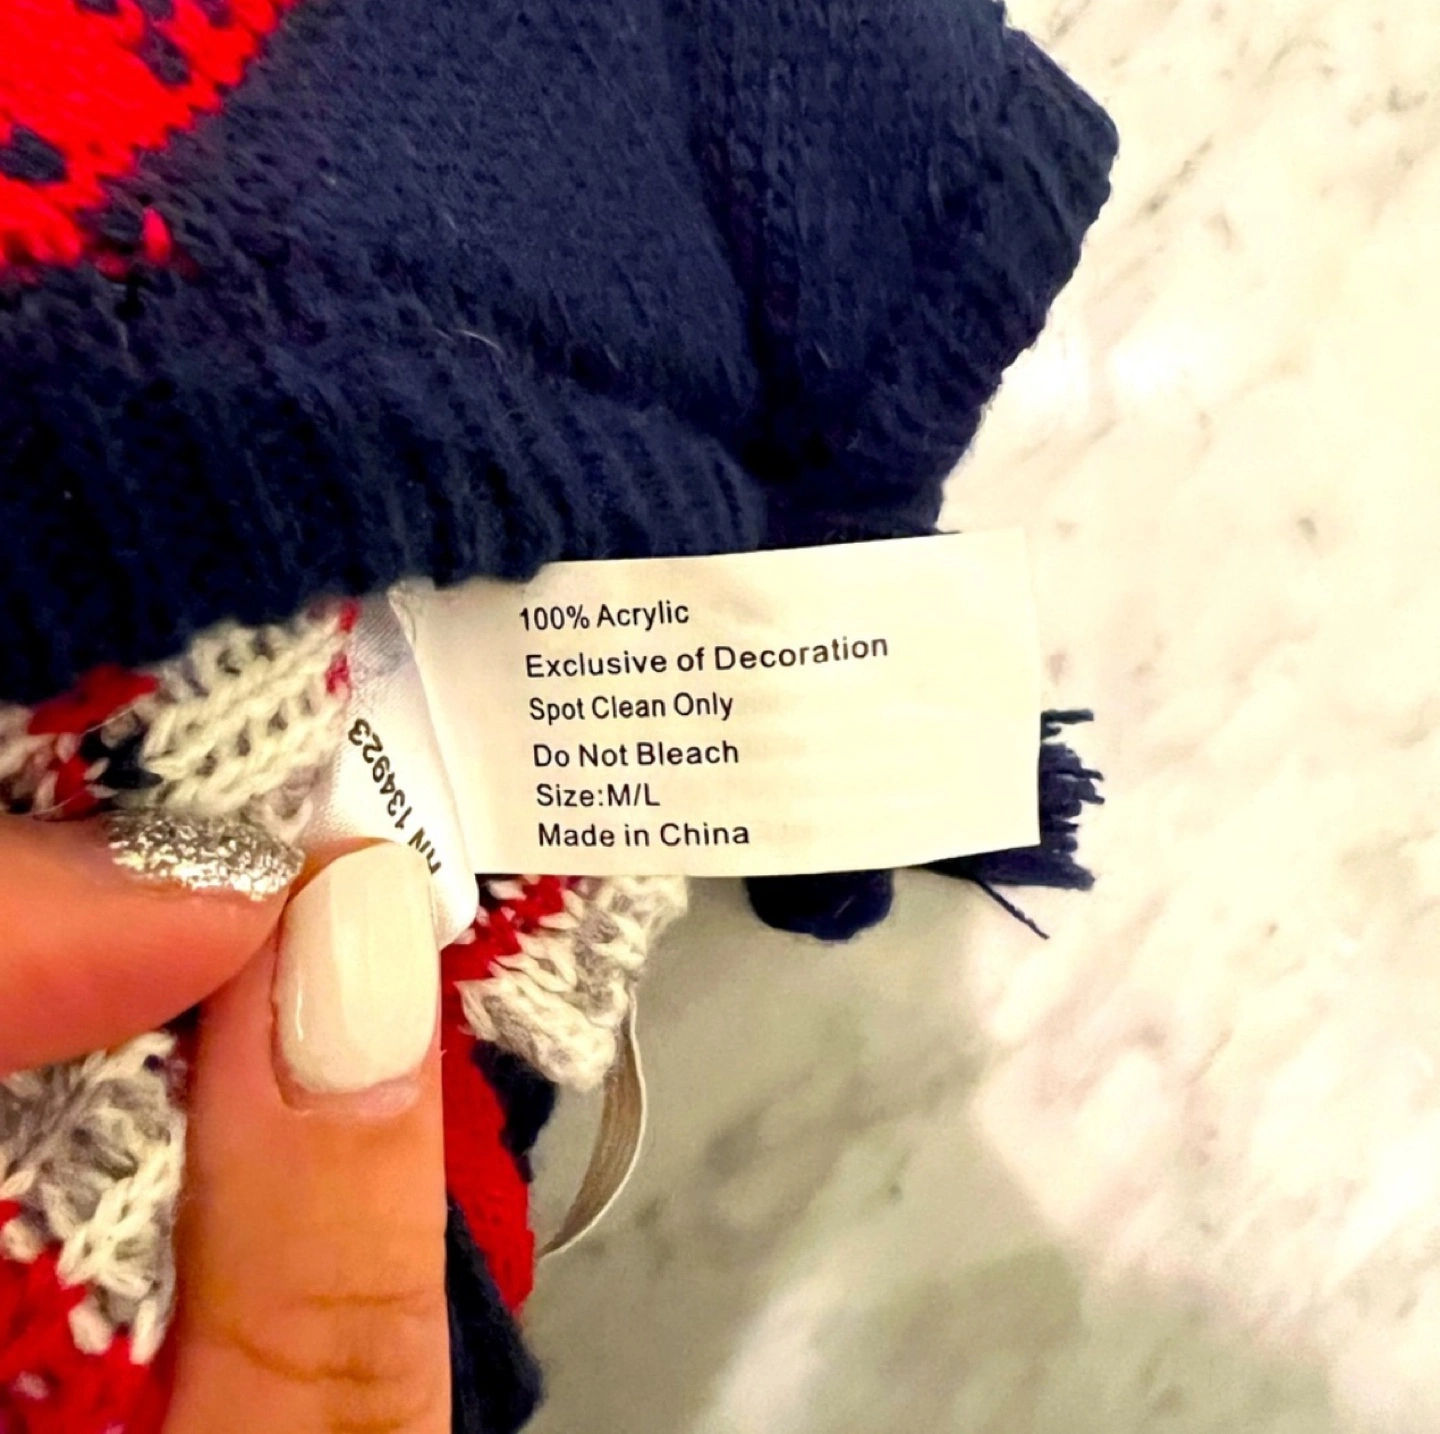 100% Acrylic
Exclusive of Decoration
Spot Clean Only
Do Not Bleach
Size:M/L
Made in China
RN 134923